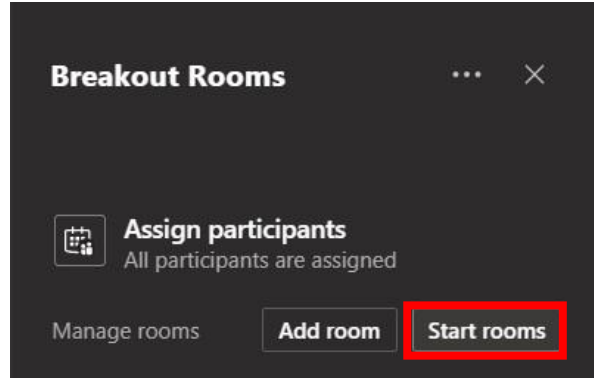 Breakout Rooms
Assign participants
All participants are assigned
Manage rooms Add room Start rooms